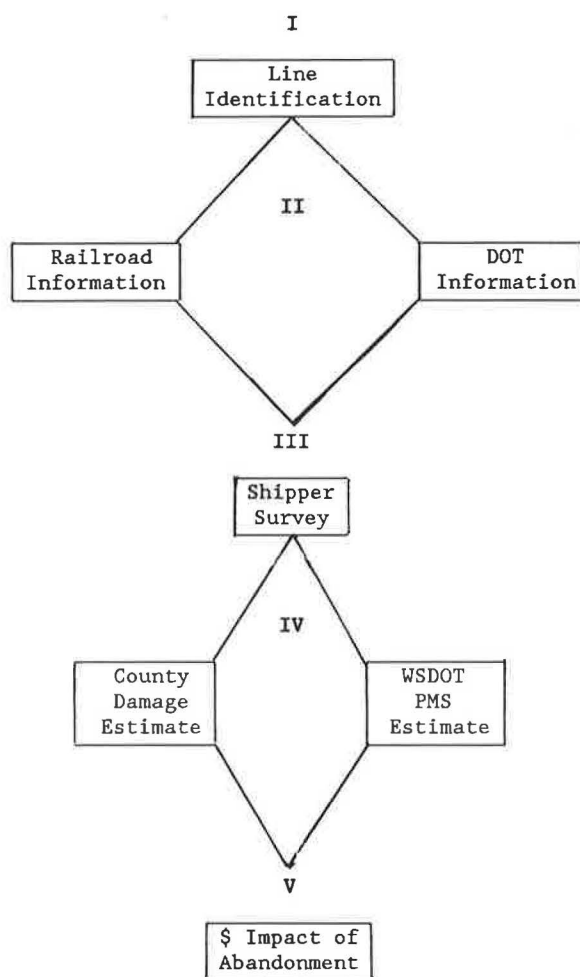 I
Line
Identification
II
Railroad
Information
DOT
Information
III
Shipper
Survey
IV
County
Damage
Estimate
WSDOT
PMS
Estimate
V
$ Impact of
Abandonment